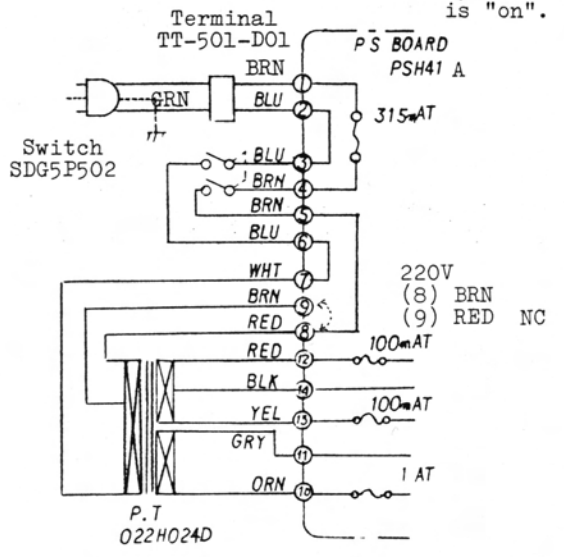 is "on".
Terminal
TT-501-D01
PS BOARD
PSH41 A
BRN
1
GRN
BLU
2
315mAT
Switch
SDG5P502
BLU
3
BRN
4
BRN
5
BLU
6
WHT
7
220V
BRN
9
(8) BRN
RED
8
(9) RED NC
RED
12
100mAT
BLK
14
YEL
13
100mAT
GRY
11
ORN
10
1 AT
P.T
022H024D